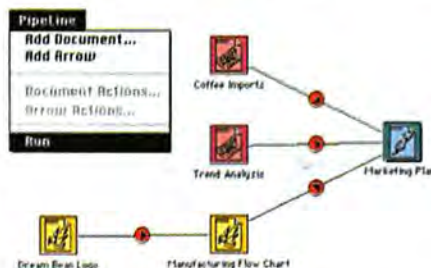 Pipeline
Add Document...
Add Arrow
Document Actions...
Arrow Actions...
Run
Coffee Imports
Trend Analysis
Marketing Pla
Dream Bean Logo
Manufacturing Flow Chart